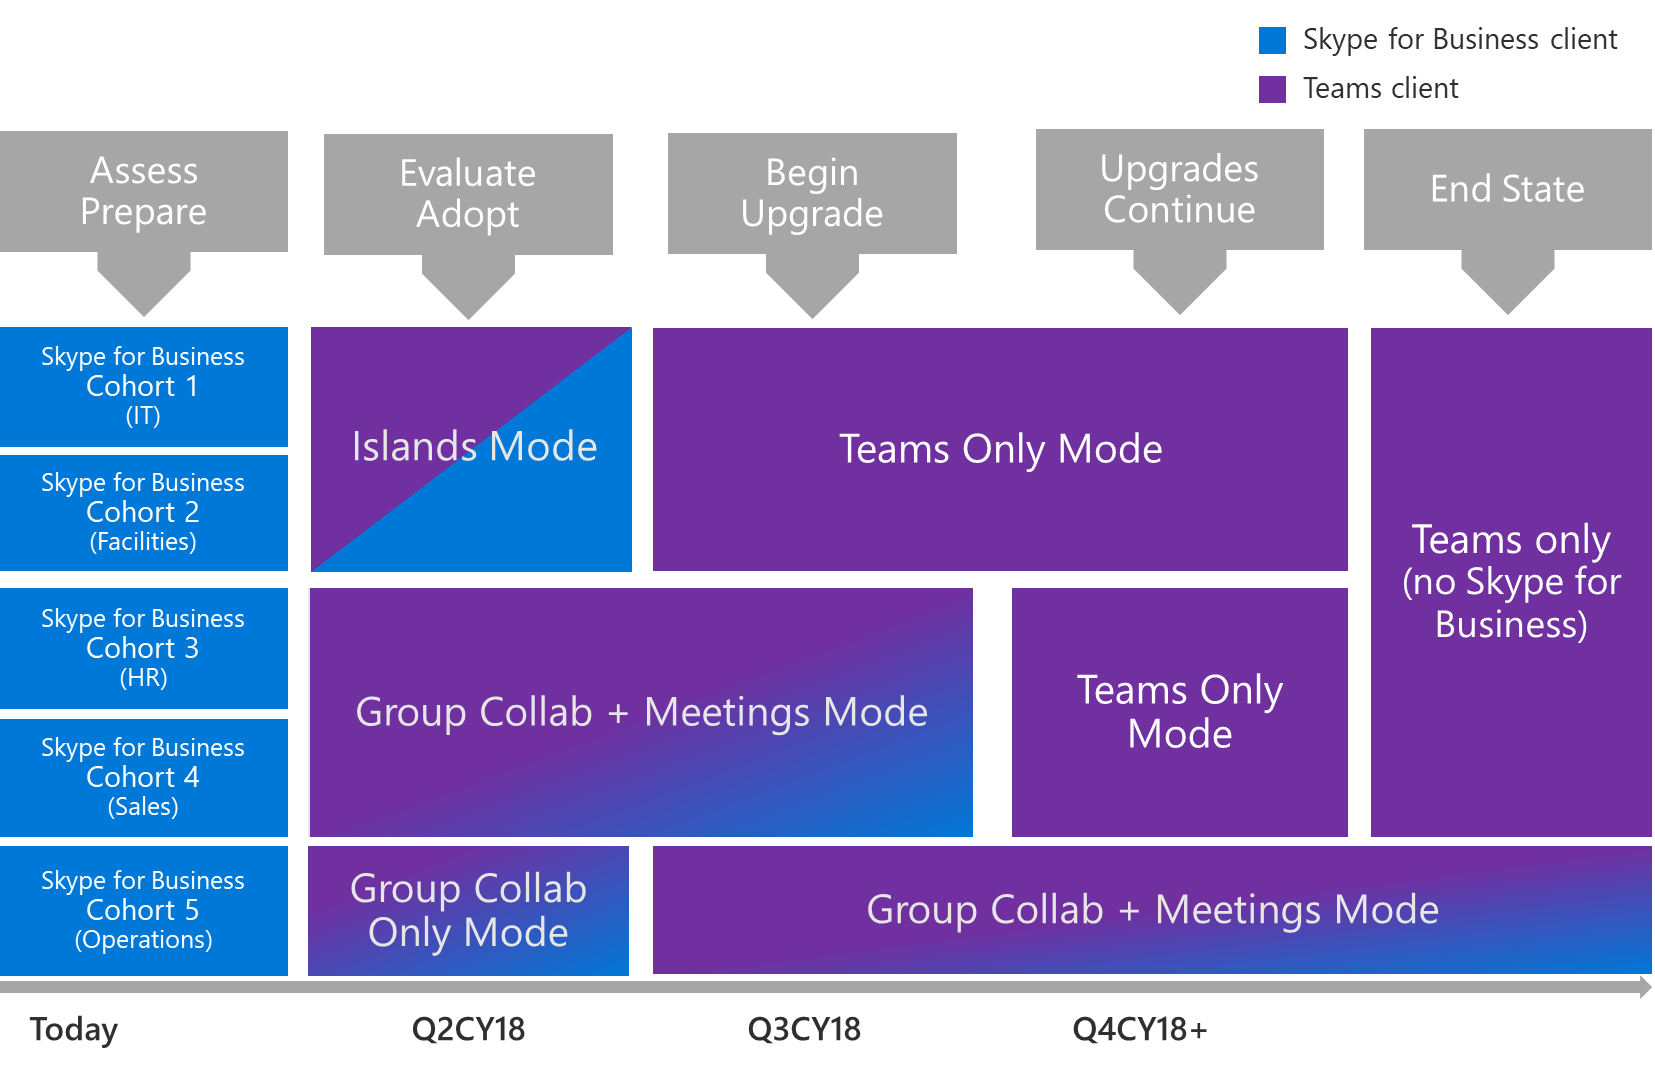 Skype for Business client
Teams client
Assess
Prepare
Evaluate
Adopt
Begin
Upgrade
Upgrades
Continue
End State
Skype for Business
Cohort 1
(IT)
Skype for Business
Cohort 2
(Facilities)
Islands Mode
Teams Only Mode
Teams only
(no Skype for
Business)
Skype for Business
Cohort 3
(HR)
Skype for Business
Cohort 4
(Sales)
Group Collab + Meetings Mode
Teams Only
Mode
Skype for Business
Cohort 5
(Operations)
Group Collab
Only Mode
Group Collab + Meetings Mode
Today
Q2CY18
Q3CY18
Q4CY18+